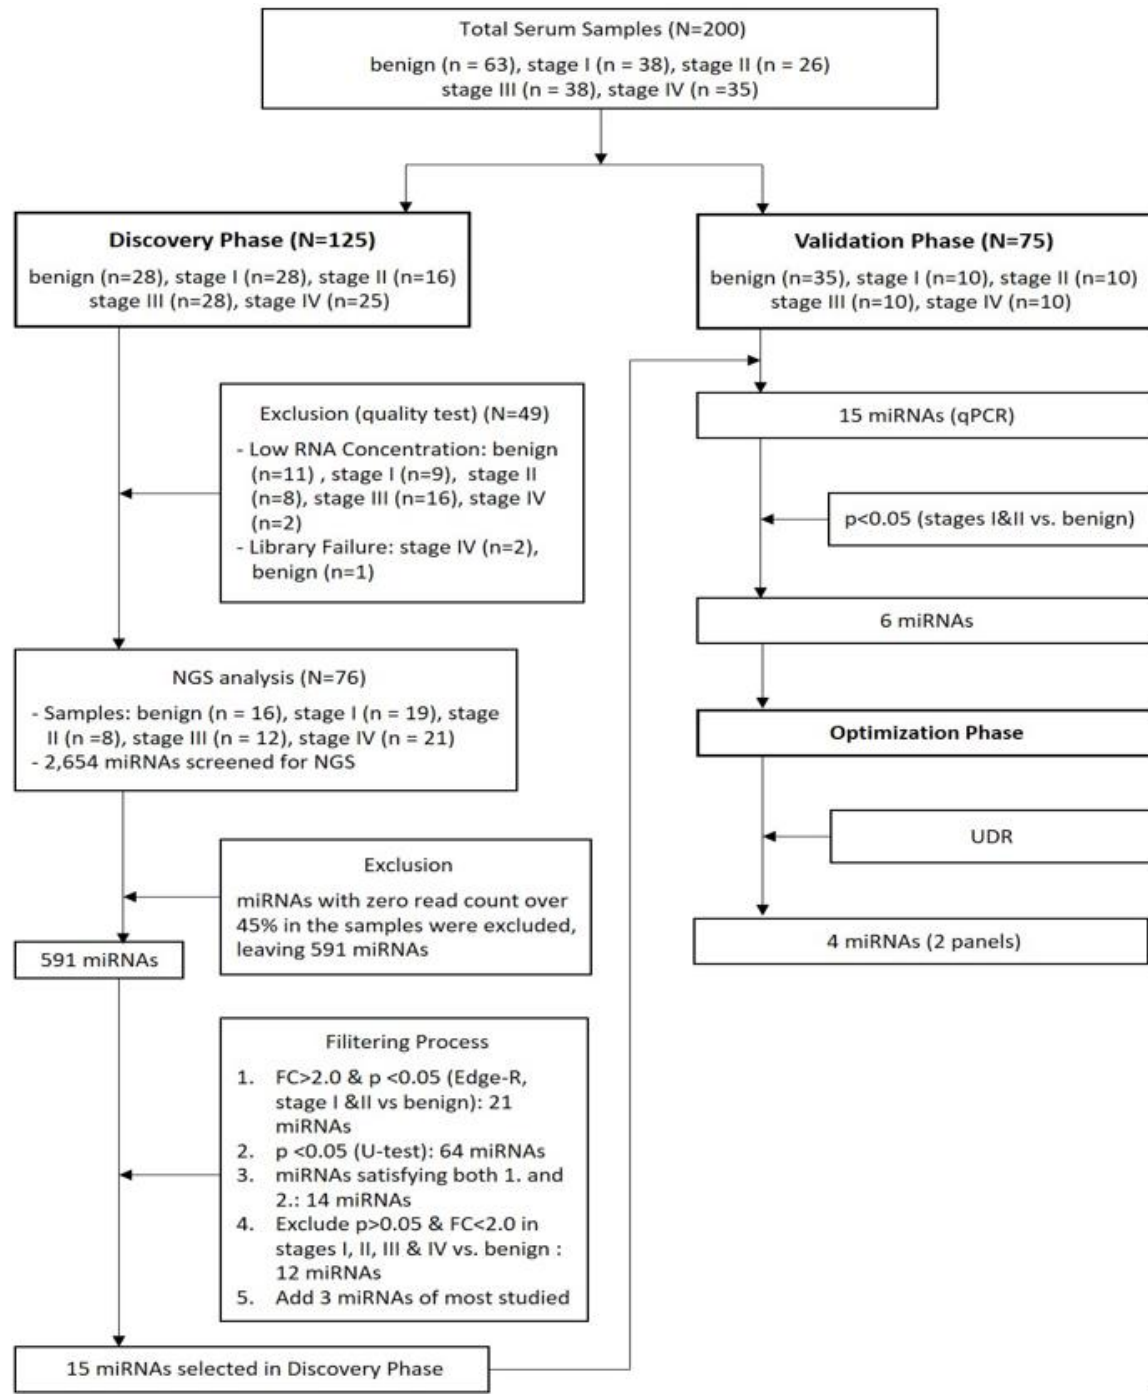 Total Serum Samples (N=200)
benign (n = 63), stage I (n = 38), stage II (n = 26)
stage III (n = 38), stage IV (n =35)
Discovery Phase (N=125)
benign (n=28), stage I (n=28), stage II (n=16)
stage III (n=28), stage IV (n=25)
Exclusion (quality test) (N=49)
- Low RNA Concentration: benign
(n=11) , stage I (n=9), stage II
(n=8), stage III (n=16), stage IV
(n=2)
- Library Failure: stage IV (n=2),
benign (n=1)
NGS analysis (N=76)
- Samples: benign (n = 16), stage I (n = 19), stage
II (n =8), stage III (n = 12), stage IV (n = 21)
- 2,654 miRNAs screened for NGS
Exclusion
miRNAs with zero read count over
45% in the samples were excluded,
leaving 591 miRNAs
591 miRNAs
Filitering Process
1. FC>2.0 & p <0.05 (Edge-R,
stage I &II vs benign): 21
miRNAs
2. p <0.05 (U-test): 64 miRNAs
3. miRNAs satisfying both 1. and
2.: 14 miRNAs
4. Exclude p>0.05 & FC<2.0 in
stages I, II, III & IV vs. benign :
12 miRNAs
5. Add 3 miRNAs of most studied
15 miRNAs selected in Discovery Phase
Validation Phase (N=75)
benign (n=35), stage I (n=10), stage II (n=10)
stage III (n=10), stage IV (n=10)
15 miRNAs (qPCR)
p<0.05 (stages I&II vs. benign)
6 miRNAs
Optimization Phase
UDR
4 miRNAs (2 panels)